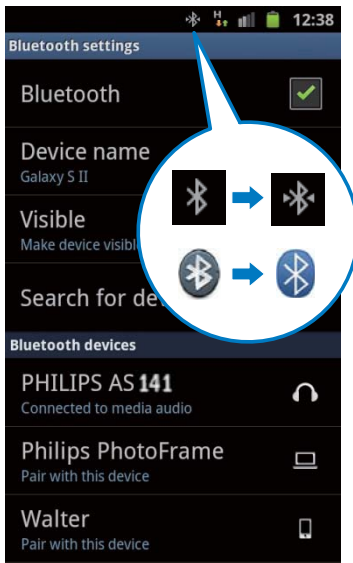 H 12:38
Bluetooth settings
Bluetooth
Device name
Galaxy S II
Visible
Make device visible
Search for de
Bluetooth devices
PHILIPS AS 141
Connected to media audio
Philips PhotoFrame
Pair with this device
Walter
Pair with this device